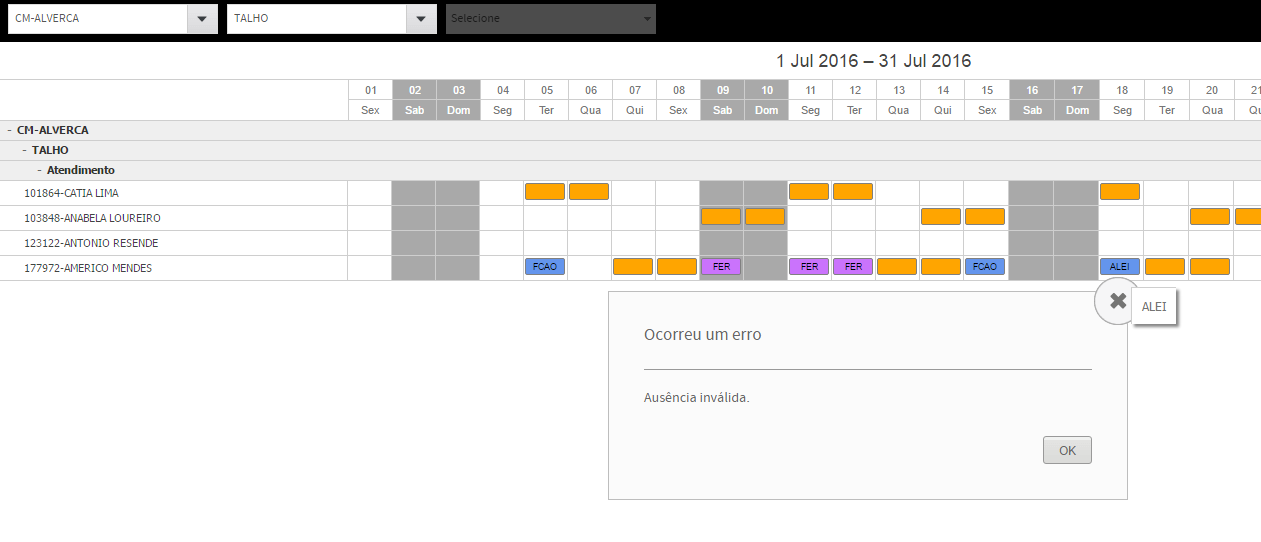 CM-ALVERCA TALHO Selecione
1 Jul 2016 – 31 Jul 2016
01 02 03 04 05 06 07 08 09 10 11 12 13 14 15 16 17 18 19 20 21
Sex Sab Dom Seg Ter Qua Qui Sex Sab Dom Seg Ter Qua Qui Sex Sab Dom Seg Ter Qua
- CM-ALVERCA
- TALHO
- Atendimento
101864-CATIA LIMA
103848-ANABELA LOUREIRO
123122-ANTONIO RESENDE
177972-AMERICO MENDES FCAO FER FER FER FCAO ALEI
ALEI
Ocorreu um erro
Ausência inválida.
OK